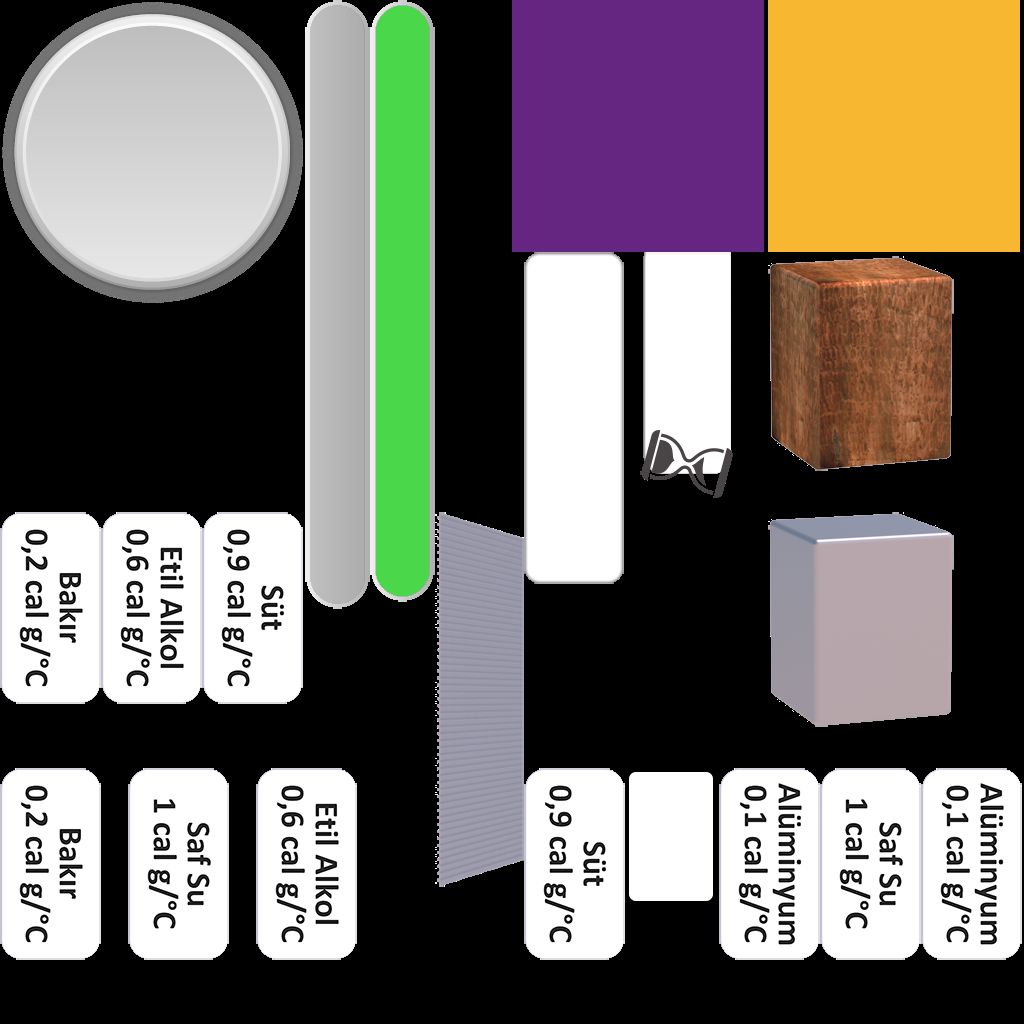 Bakır
0,2 cal g/°C
Etil Alkol
0,6 cal g/°C
Süt
0,9 cal g/°C
Bakır
0,2 cal g/°C
Saf Su
1 cal g/°C
Etil Alkol
0,6 cal g/°C
Süt
0,9 cal g/°C
Alüminyum
0,1 cal g/°C
Saf Su
1 cal g/°C
Alüminyum
0,1 cal g/°C